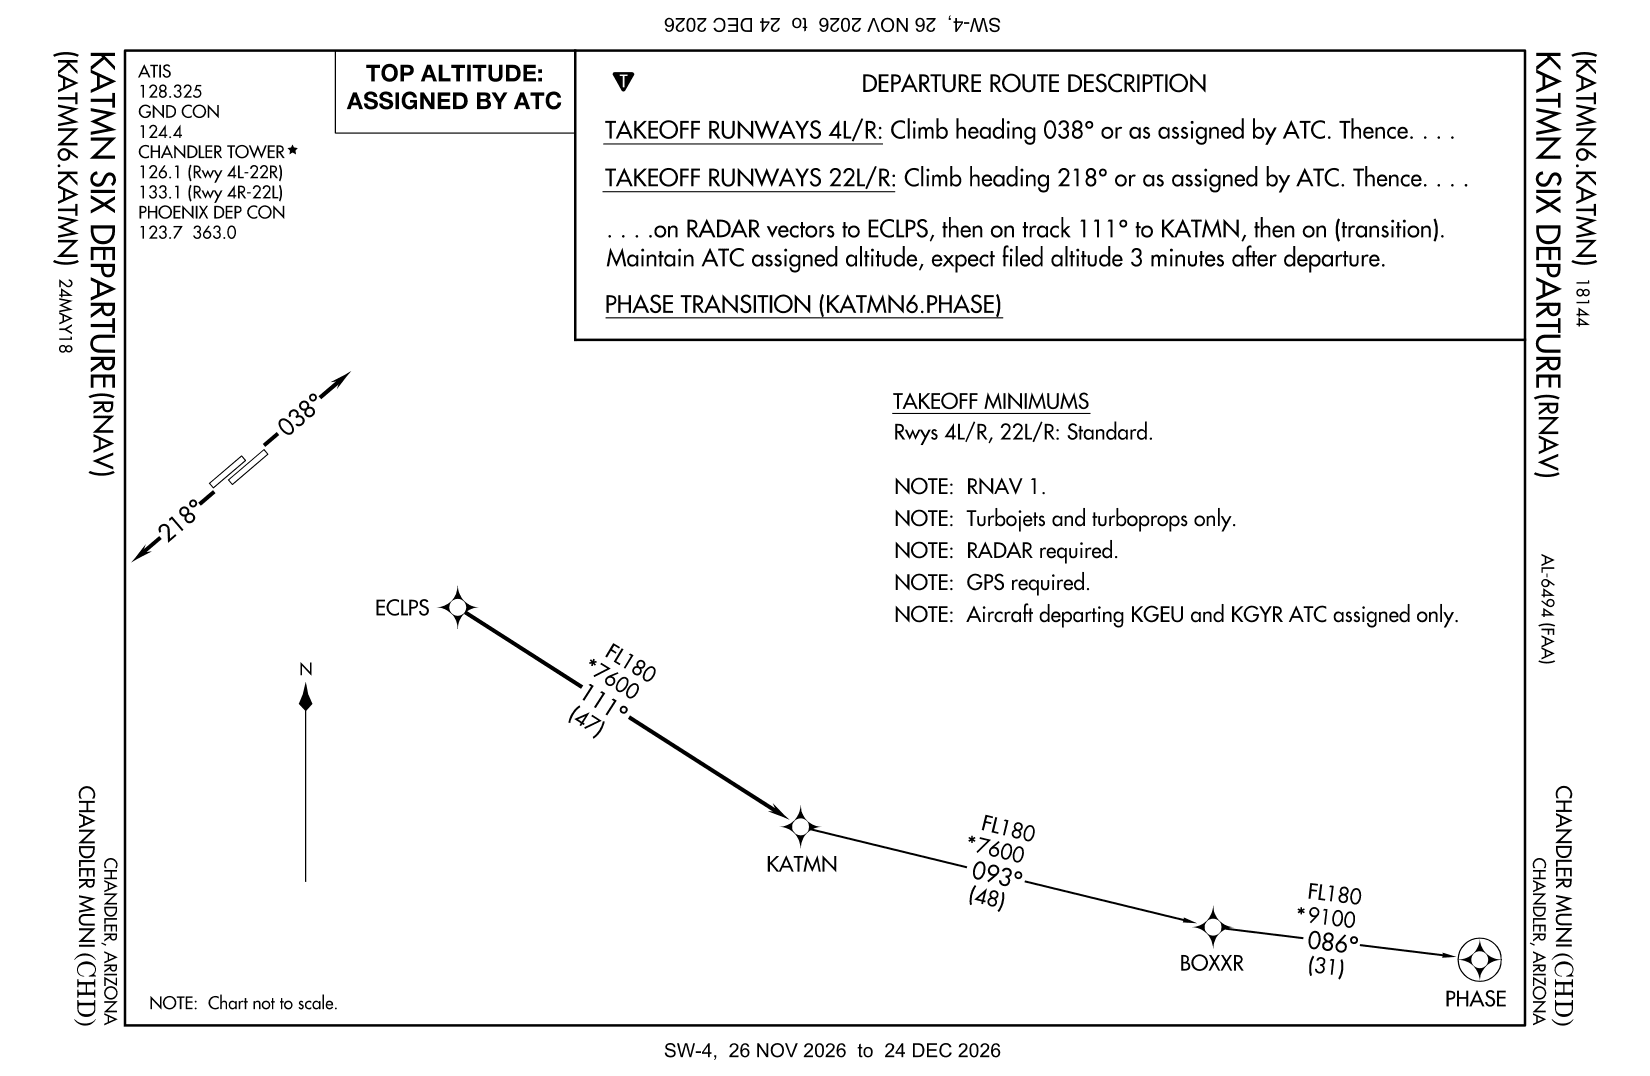 SW-4, 26 NOV 2026 to 24 DEC 2026
(KATMN6.KATMN) 24MAY18
KATMN SIX DEPARTURE (RNAV)
CHANDLER MUNI (CHD)
CHANDLER, ARIZONA
ATIS
128.325
GND CON
124.4
CHANDLER TOWER★
126.1 (Rwy 4L-22R)
133.1 (Rwy 4R-22L)
PHOENIX DEP CON
123.7 363.0
TOP ALTITUDE:
ASSIGNED BY ATC
T
DEPARTURE ROUTE DESCRIPTION
TAKEOFF RUNWAYS 4L/R: Climb heading 038° or as assigned by ATC. Thence. . . .
TAKEOFF RUNWAYS 22L/R: Climb heading 218° or as assigned by ATC. Thence. . . .
. . . .on RADAR vectors to ECLPS, then on track 111° to KATMN, then on (transition).
Maintain ATC assigned altitude, expect filed altitude 3 minutes after departure.
PHASE TRANSITION (KATMN6.PHASE)
038°
218°
TAKEOFF MINIMUMS
Rwys 4L/R, 22L/R: Standard.
NOTE: RNAV 1.
NOTE: Turbojets and turboprops only.
NOTE: RADAR required.
NOTE: GPS required.
NOTE: Aircraft departing KGEU and KGYR ATC assigned only.
ECLPS
N
FL180
*7600
111°
(47)
KATMN
FL180
*7600
093°
(48)
BOXXR
FL180
*9100
086°
(31)
PHASE
NOTE: Chart not to scale.
(KATMN6.KATMN) 18144
KATMN SIX DEPARTURE (RNAV)
AL-6494 (FAA)
CHANDLER MUNI (CHD)
CHANDLER, ARIZONA
SW-4, 26 NOV 2026 to 24 DEC 2026